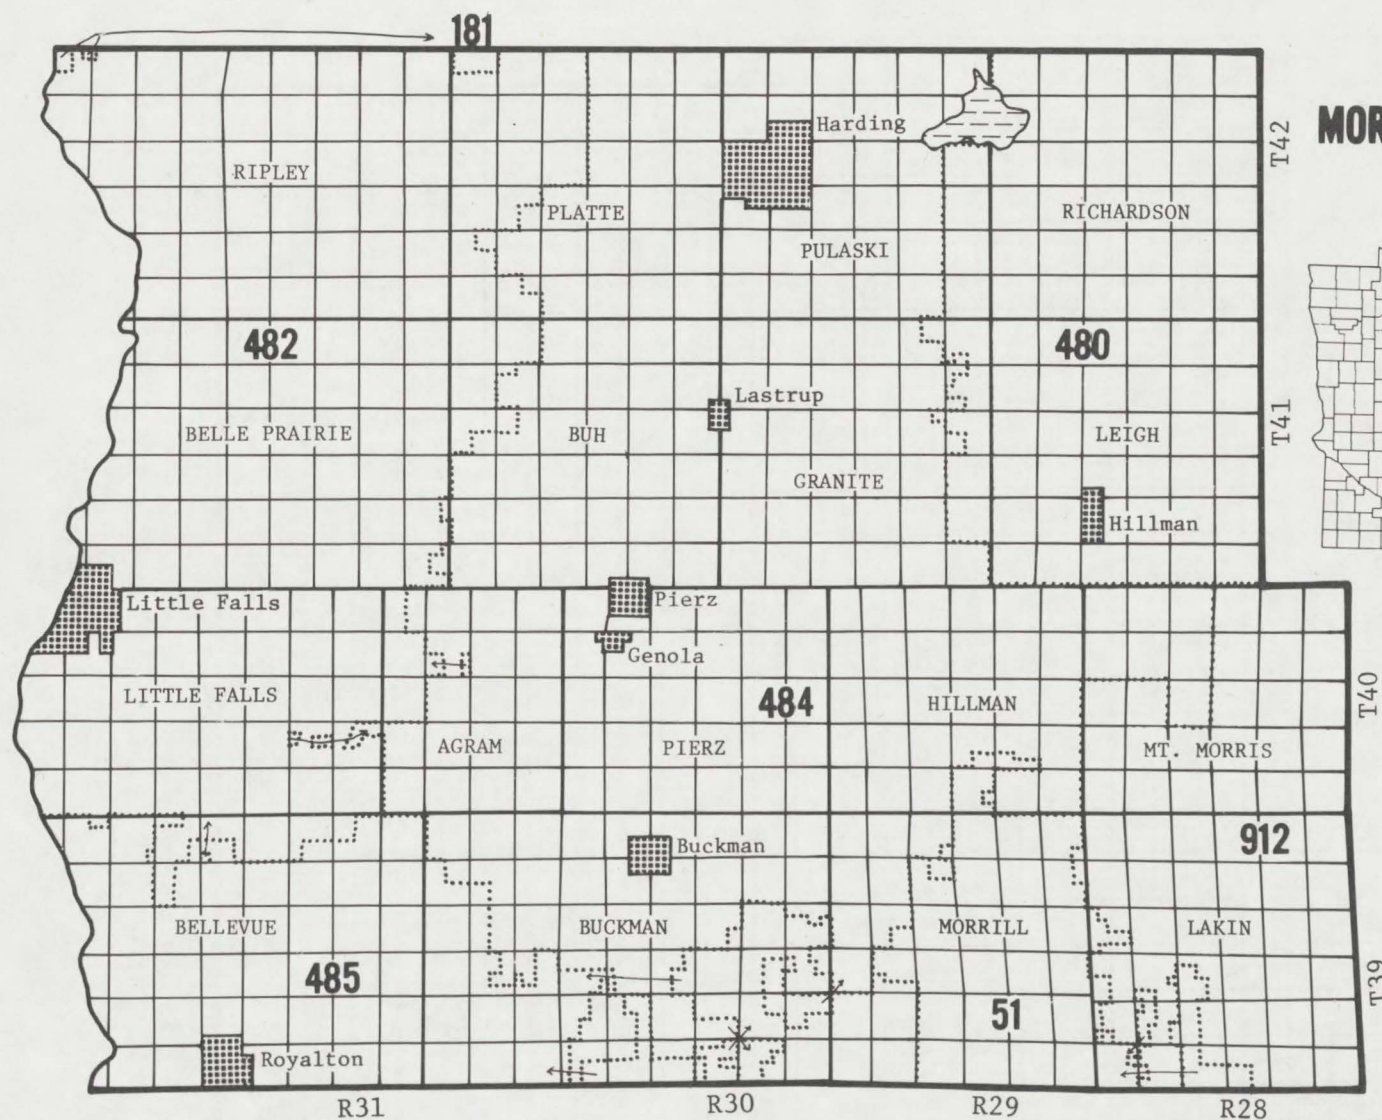 181
MOR
Harding
T42
RIPLEY
PLATTE
RICHARDSON
PULASKI
482
480
Lastrup
T41
BELLE PRAIRIE
BUH
LEIGH
GRANITE
Hillman
Little Falls
Pierz
Genola
LITTLE FALLS
484
HILLMAN
T40
AGRAM
PIERZ
MT. MORRIS
912
Buckman
BELLEVUE
BUCKMAN
MORRILL
LAKIN
485
T39
51
Royalton
R31
R30
R29
R28